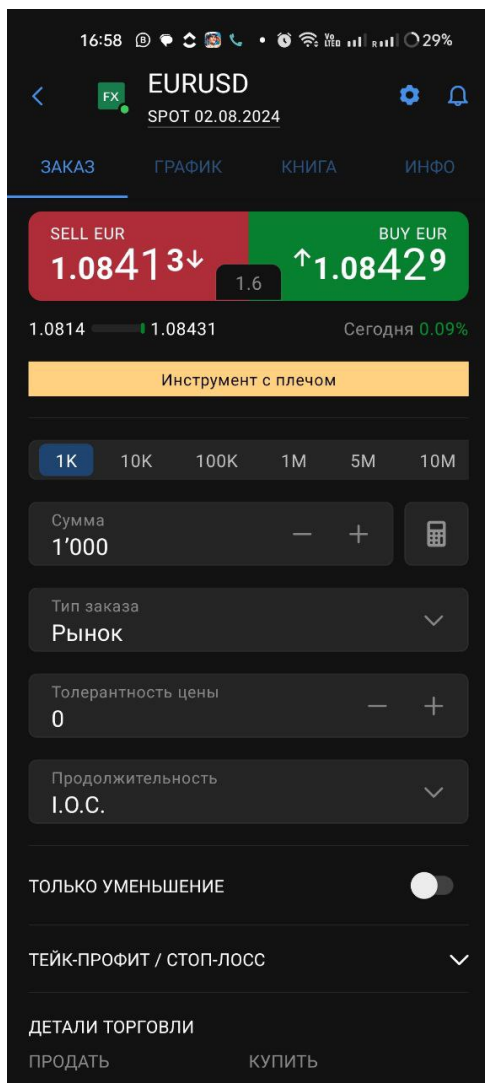 16:58 29%
FX EURUSD
SPOT 02.08.2024
ЗАКАЗ ГРАФИК КНИГА ИНФО
SELL EUR BUY EUR
1.08413↓ 1.6 ↑1.08429
1.0814 1.08431 Сегодня 0.09%
Инструмент с плечом
1K 10K 100K 1M 5M 10M
Сумма
1’000 − +
Тип заказа
Рынок
Толерантность цены
0 − +
Продолжительность
I.O.C.
ТОЛЬКО УМЕНЬШЕНИЕ
ТЕЙК-ПРОФИТ / СТОП-ЛОСС
ДЕТАЛИ ТОРГОВЛИ
ПРОДАТЬ КУПИТЬ